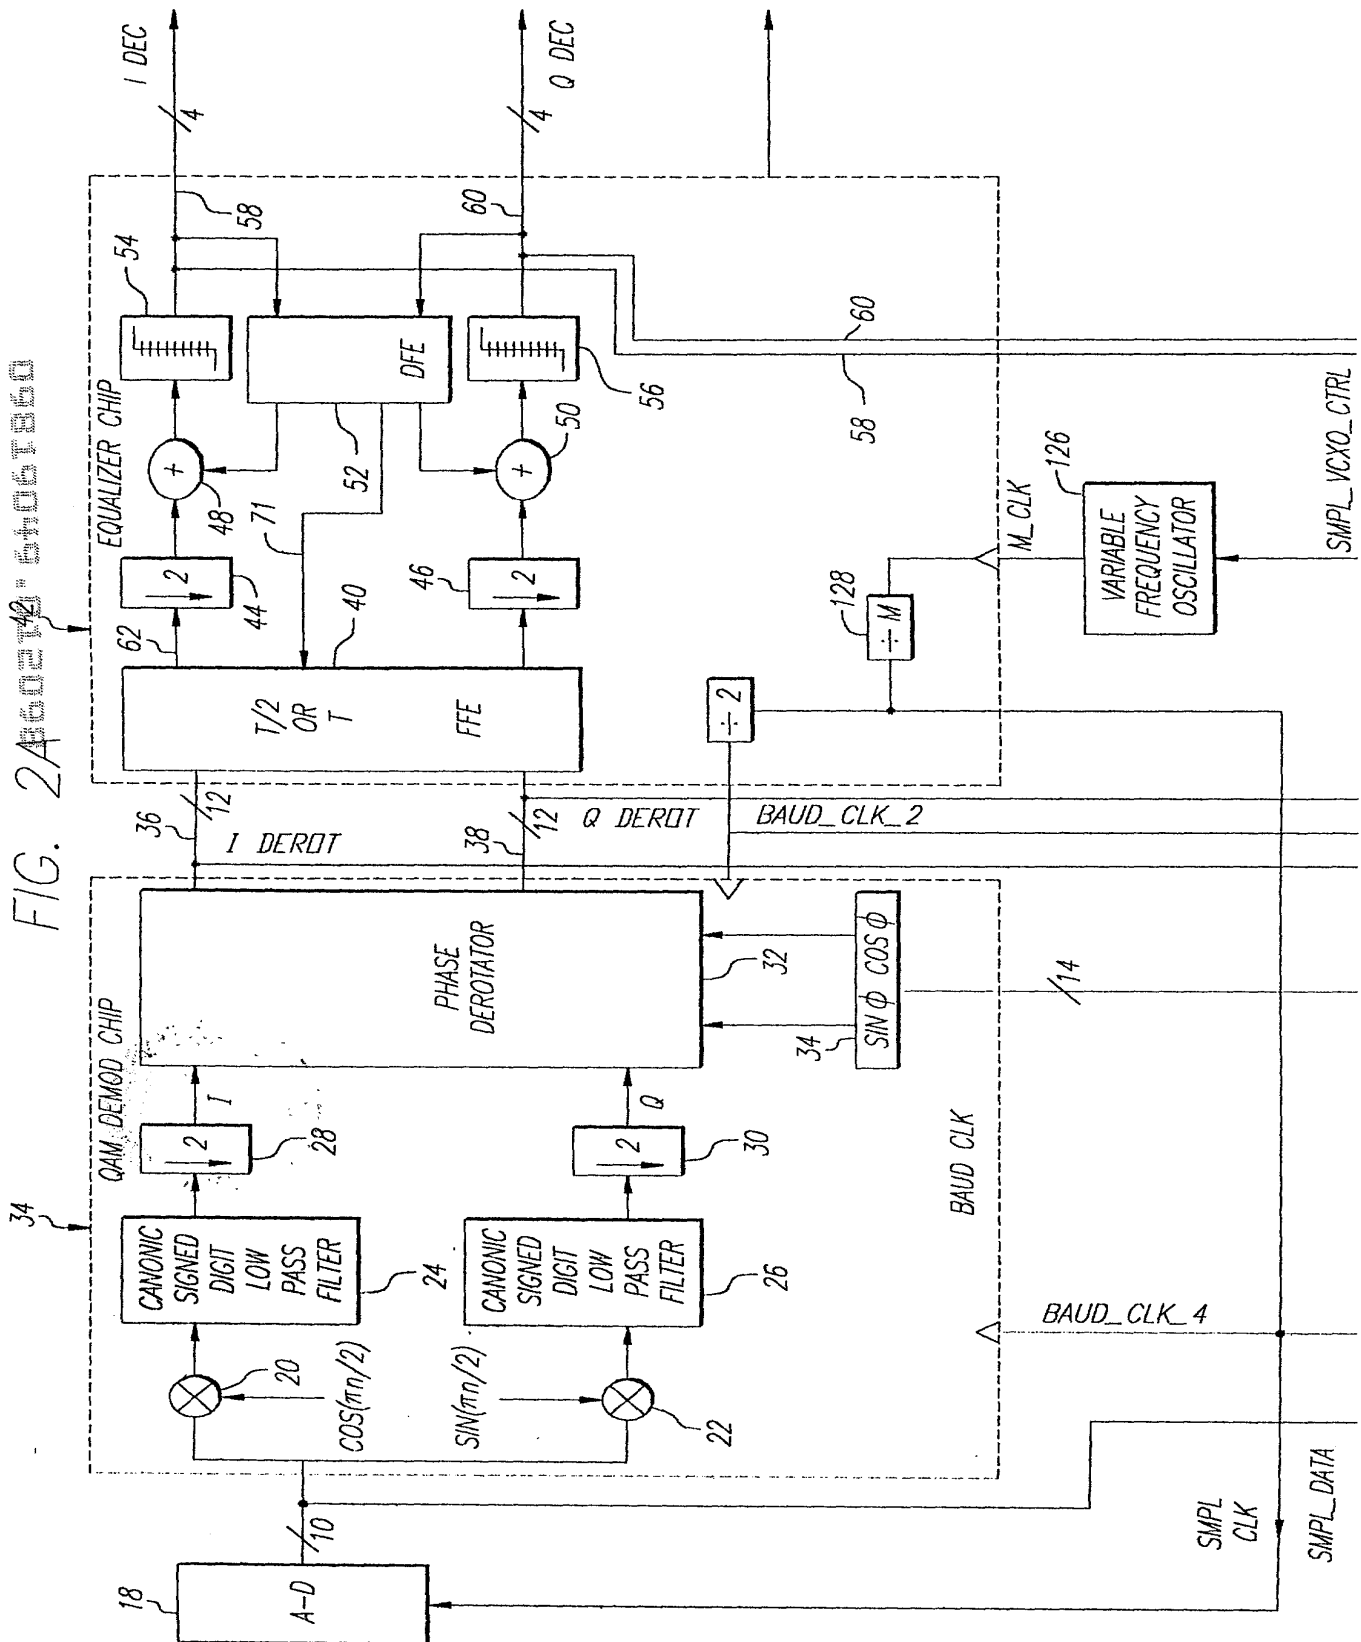 FIG. 2A
42
EQUALIZER CHIP
QAM DEMOD CHIP
34
18
A-D
10
20
COS(πn/2)
SIN(πn/2)
22
CANONIC
SIGNED
DIGIT
LOW
PASS
FILTER
24
CANONIC
SIGNED
DIGIT
LOW
PASS
FILTER
26
2
28
I
2
30
Q
PHASE
DEROTATOR
32
34
SIN ϕ COS ϕ
14
BAUD CLK
36
12
I DEROT
38
12
Q DEROT
T/2
OR
T
FFE
40
62
2
44
46
2
+
48
+
50
71
52
DFE
54
56
58
60
4
I DEC
4
Q DEC
BAUD_CLK_2
÷ 2
128
÷ M
M_CLK
58
60
126
VARIABLE
FREQUENCY
OSCILLATOR
SMPL_VCXO_CTRL
BAUD_CLK_4
SMPL
CLK
SMPL_DATA